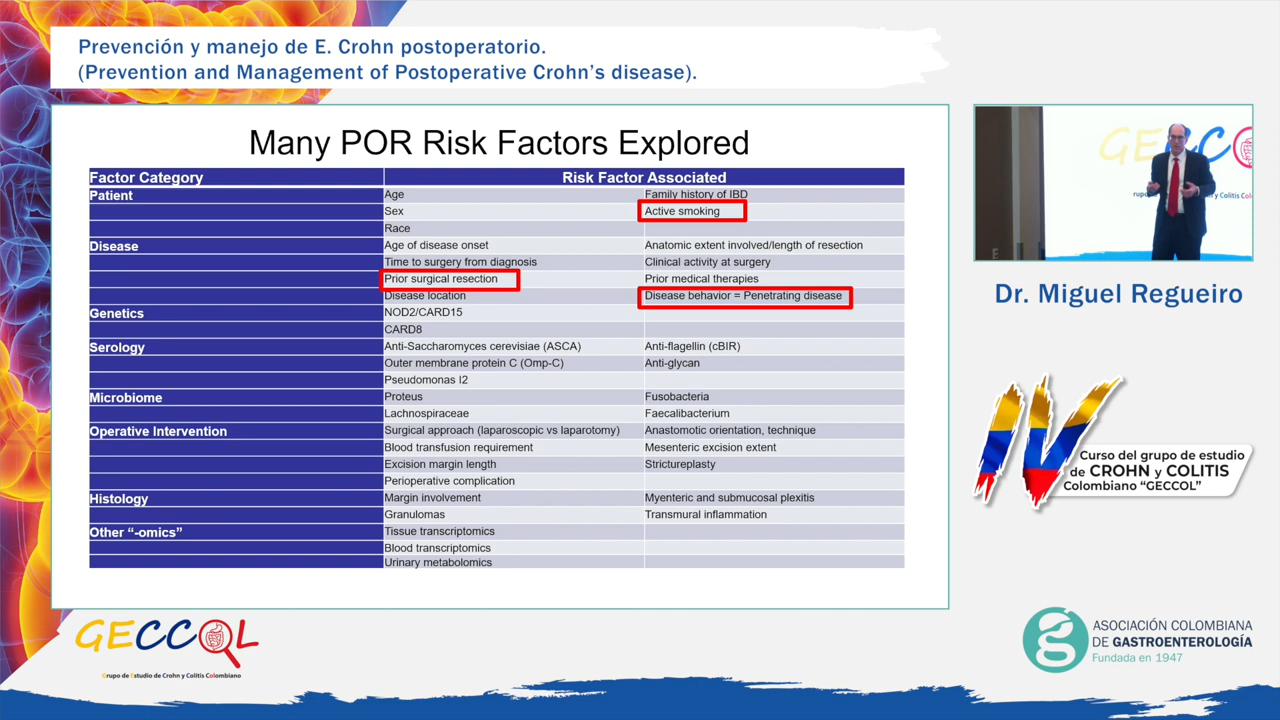 Prevención y manejo de E. Crohn postoperatorio.
(Prevention and Management of Postoperative Crohn's disease).
Many POR Risk Factors Explored
Factor Category Risk Factor Associated
Patient Age Family history of IBD
Sex Active smoking
Race
Disease Age of disease onset Anatomic extent involved/length of resection
Time to surgery from diagnosis Clinical activity at surgery
Prior surgical resection Prior medical therapies
Disease location Disease behavior = Penetrating disease
Genetics NOD2/CARD15
CARD8
Serology Anti-Saccharomyces cerevisiae (ASCA) Anti-flagellin (cBIR)
Outer membrane protein C (Omp-C) Anti-glycan
Pseudomonas I2
Microbiome Proteus Fusobacteria
Lachnospiraceae Faecalibacterium
Operative Intervention Surgical approach (laparoscopic vs laparotomy) Anastomotic orientation, technique
Blood transfusion requirement Mesenteric excision extent
Excision margin length Strictureplasty
Perioperative complication
Histology Margin involvement Myenteric and submucosal plexitis
Granulomas Transmural inflammation
Other “-omics” Tissue transcriptomics
Blood transcriptomics
Urinary metabolomics
Dr. Miguel Regueiro
IV
Curso del grupo de estudio
de CROHN y COLITIS
Colombiano “GECCOL”
GECCOL
Grupo de Estudio de Crohn y Colitis Colombiano
ASOCIACIÓN COLOMBIANA
DE GASTROENTEROLOGÍA
Fundada en 1947